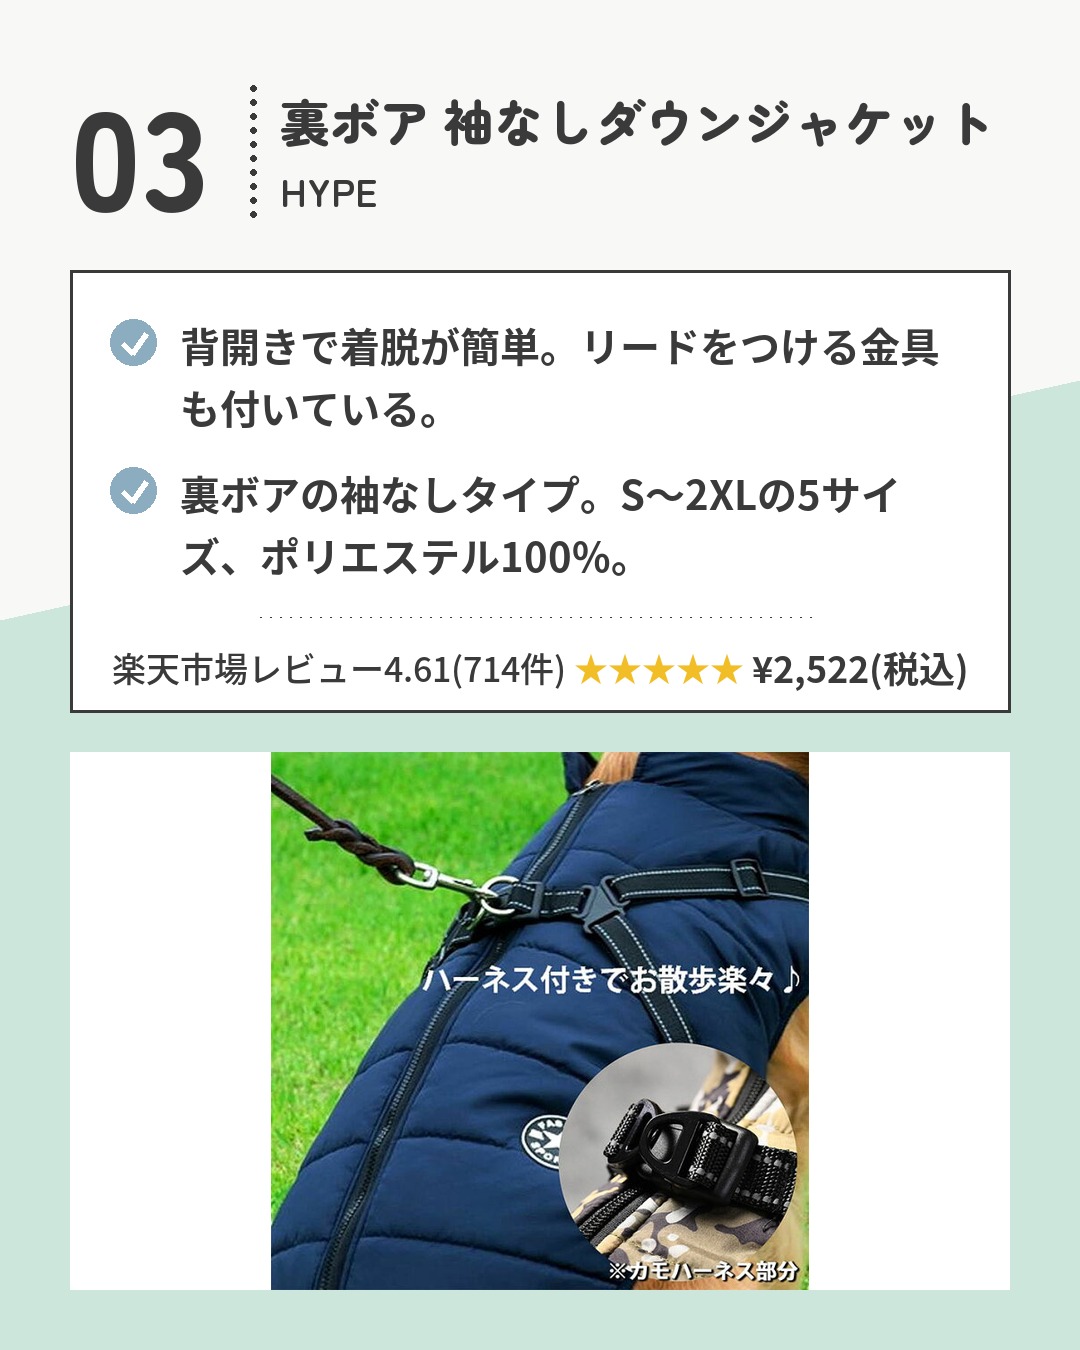 03
裏ボア 袖なしダウンジャケット
HYPE
背開きで着脱が簡単。リードをつける金具
も付いている。
裏ボアの袖なしタイプ。S〜2XLの5サイ
ズ、ポリエステル100%。
楽天市場レビュー4.61(714件) ★★★★★ ¥2,522(税込)
ハーネス付きでお散歩楽々♪
※カモハーネス部分